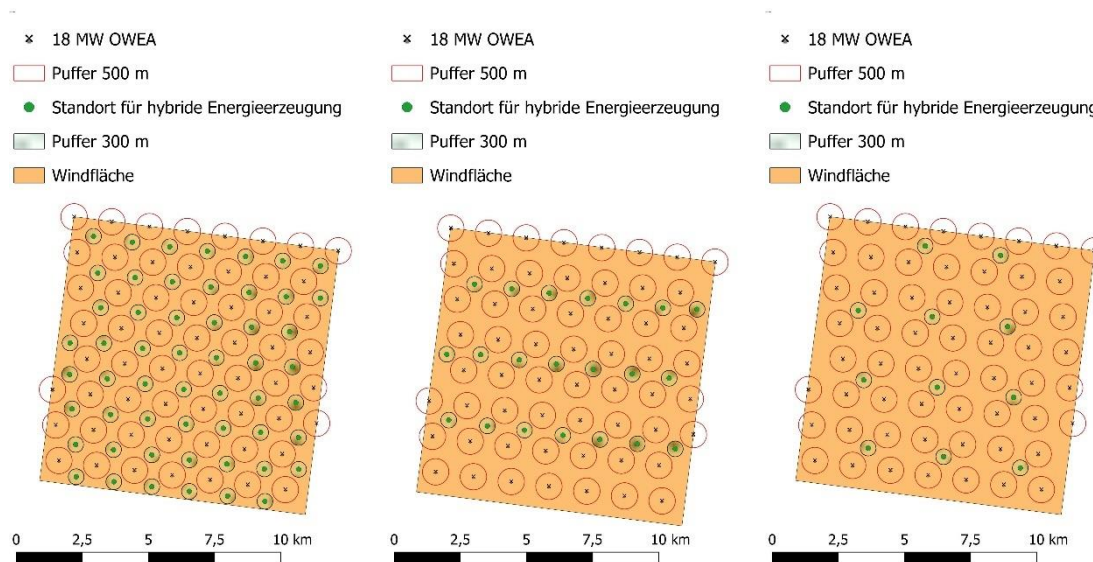 18 MW OWEA
Puffer 500 m
Standort für hybride Energieerzeugung
Puffer 300 m
Windfläche
0 2,5 5 7,5 10 km
18 MW OWEA
Puffer 500 m
Standort für hybride Energieerzeugung
Puffer 300 m
Windfläche
0 2,5 5 7,5 10 km
18 MW OWEA
Puffer 500 m
Standort für hybride Energieerzeugung
Puffer 300 m
Windfläche
0 2,5 5 7,5 10 km